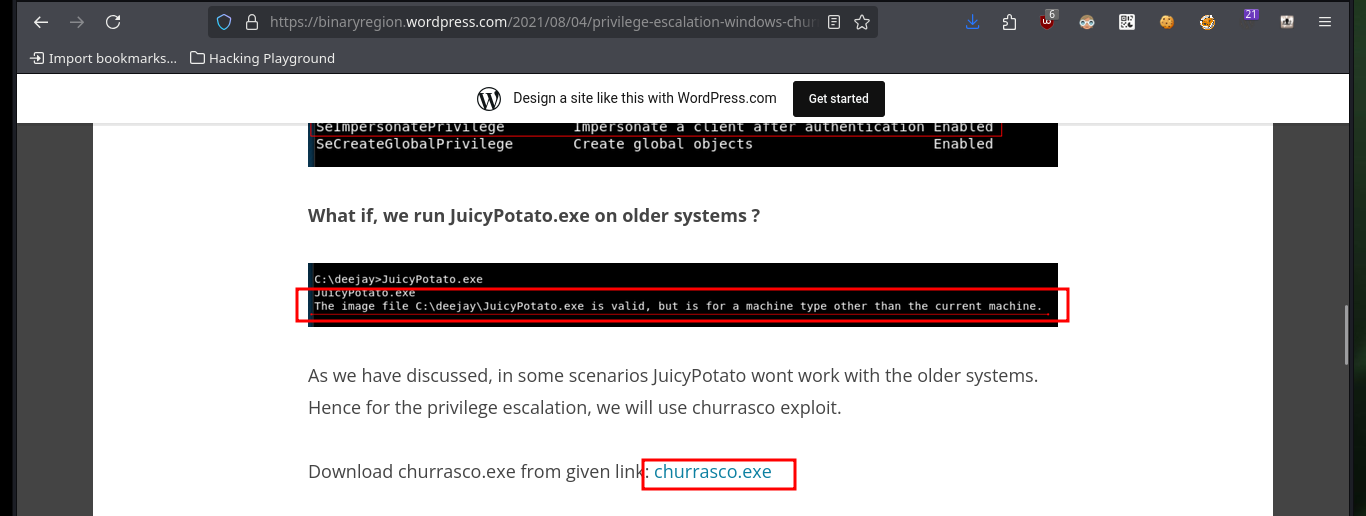 https://binaryregion.wordpress.com/2021/08/04/privilege-escalation-windows-chur
6
21
Import bookmarks... Hacking Playground
Design a site like this with WordPress.com Get started
SeImpersonatePrivilege Impersonate a client after authentication Enabled
SeCreateGlobalPrivilege Create global objects Enabled
What if, we run JuicyPotato.exe on older systems ?
C:\deejay>JuicyPotato.exe
JuicyPotato.exe
The image file C:\deejay\JuicyPotato.exe is valid, but is for a machine type other than the current machine.
As we have discussed, in some scenarios JuicyPotato wont work with the older systems.
Hence for the privilege escalation, we will use churrasco exploit.
Download churrasco.exe from given link: churrasco.exe